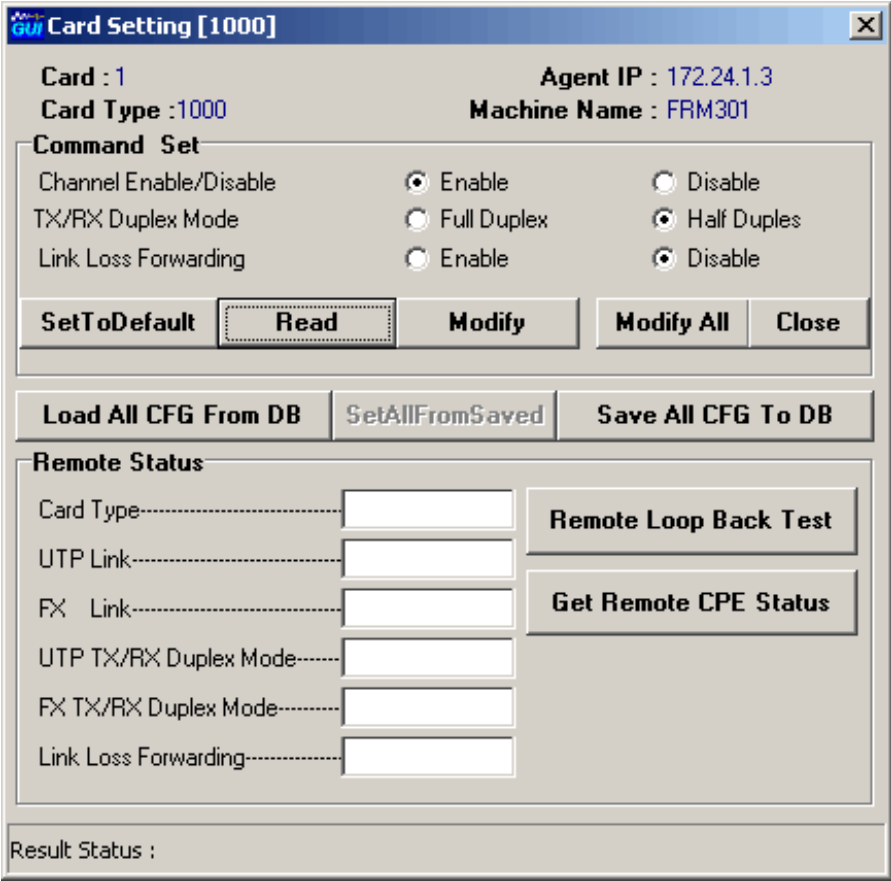 GUI Card Setting [1000]
Card : 1 Agent IP : 172.24.1.3
Card Type :1000 Machine Name : FRM301
Command Set
Channel Enable/Disable Enable Disable
TX/RX Duplex Mode Full Duplex Half Duples
Link Loss Forwarding Enable Disable
SetToDefault Read Modify Modify All Close
Load All CFG From DB SetAllFromSaved Save All CFG To DB
Remote Status
Card Type
Remote Loop Back Test
UTP Link
FX Link
Get Remote CPE Status
UTP TX/RX Duplex Mode
FX TX/RX Duplex Mode
Link Loss Forwarding
Result Status :